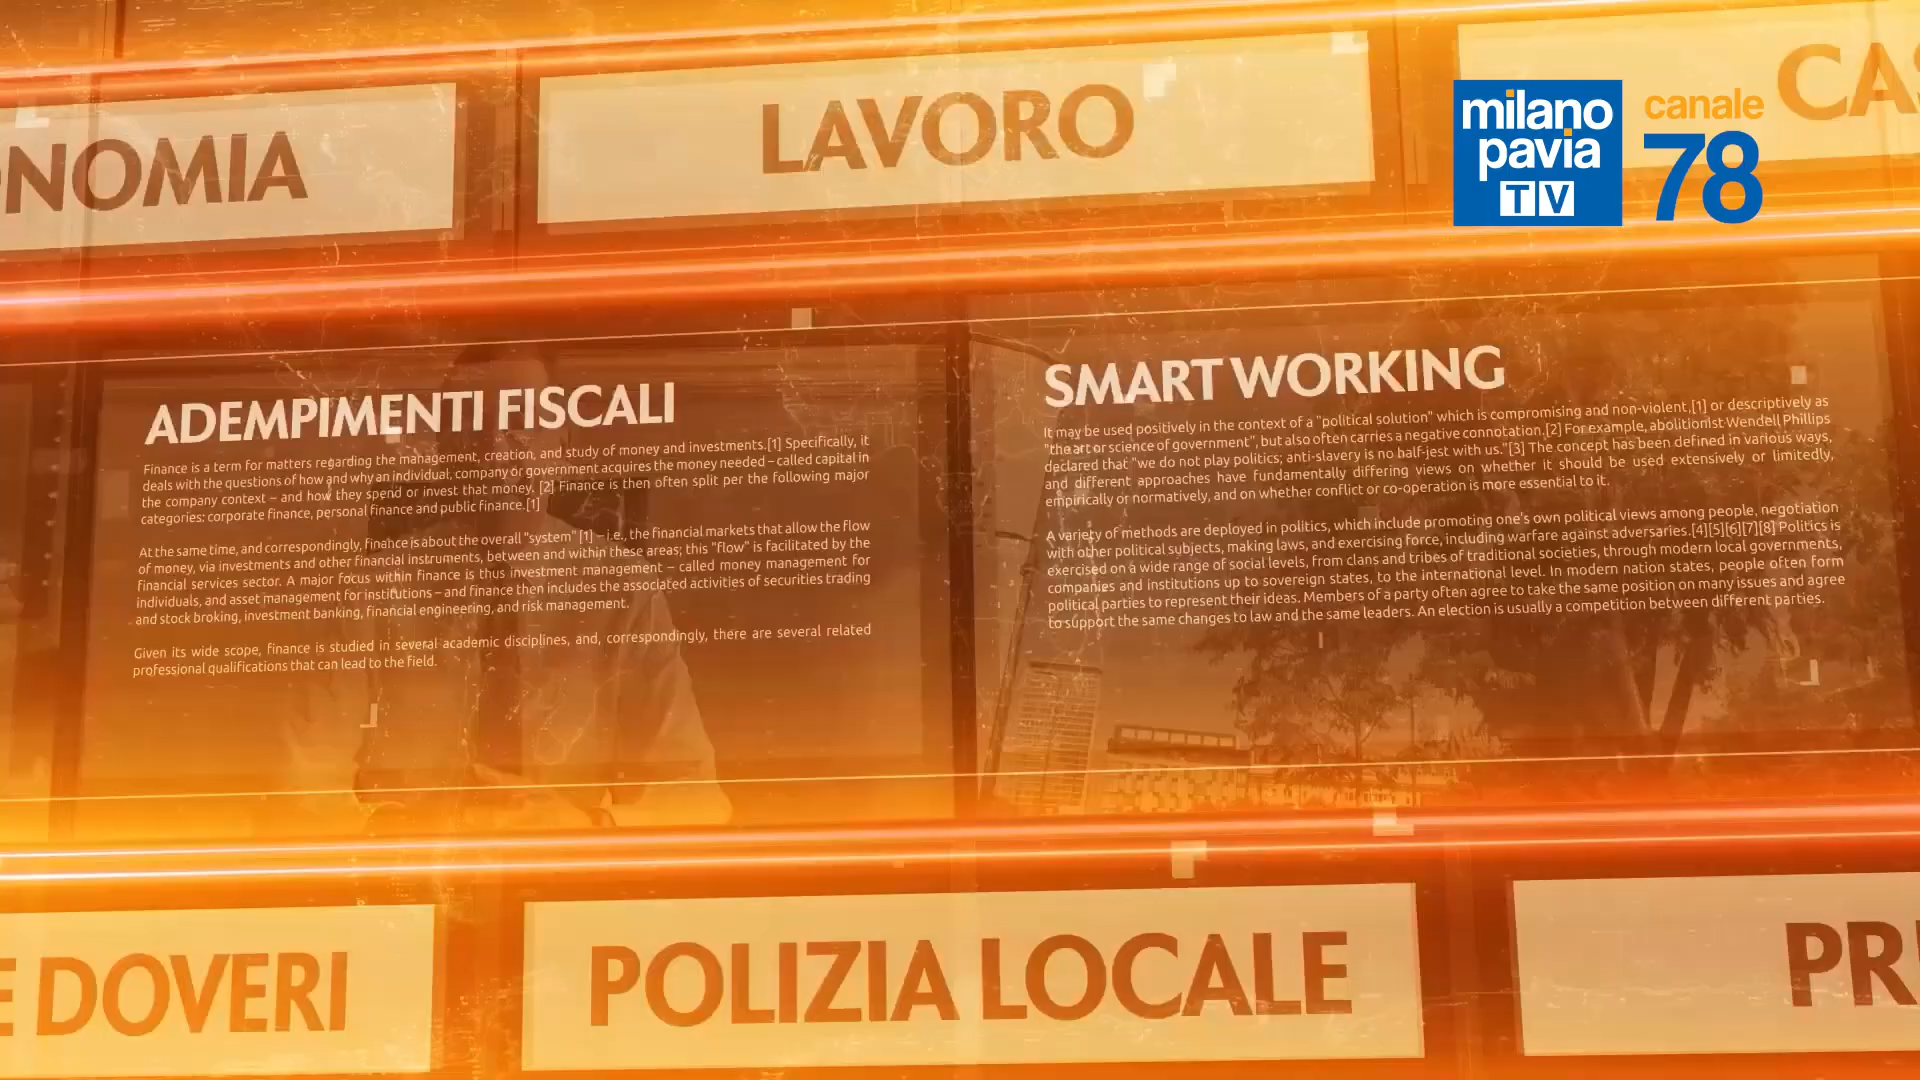 NOMIA
LAVORO
CAS
milano
pavia
TV
canale
78
ADEMPIMENTI FISCALI
Finance is a term for matters regarding the management, creation, and study of money and investments.[1] Specifically, it
deals with the questions of how and why an individual, company or government acquires the money needed – called capital in
the company context – and how they spend or invest that money. [2] Finance is then often split per the following major
categories: corporate finance, personal finance and public finance.[1]
At the same time, and correspondingly, finance is about the overall "system" [1] – i.e., the financial markets that allow the flow
of money, via investments and other financial instruments, between and within these areas; this "flow" is facilitated by the
financial services sector. A major focus within finance is thus investment management – called money management for
individuals, and asset management for institutions – and finance then includes the associated activities of securities trading
and stock broking, investment banking, financial engineering, and risk management.
Given its wide scope, finance is studied in several academic disciplines, and, correspondingly, there are several related
professional qualifications that can lead to the field.
SMART WORKING
It may be used positively in the context of a "political solution" which is compromising and non-violent,[1] or descriptively as
"the art or science of government", but also often carries a negative connotation.[2] For example, abolitionist Wendell Phillips
declared that "we do not play politics; anti-slavery is no half-jest with us."[3] The concept has been defined in various ways,
and different approaches have fundamentally differing views on whether it should be used extensively or limitedly,
empirically or normatively, and on whether conflict or co-operation is more essential to it.
A variety of methods are deployed in politics, which include promoting one's own political views among people, negotiation
with other political subjects, making laws, and exercising force, including warfare against adversaries.[4][5][6][7][8] Politics is
exercised on a wide range of social levels, from clans and tribes of traditional societies, through modern local governments,
companies and institutions up to sovereign states, to the international level. In modern nation states, people often form
political parties to represent their ideas. Members of a party often agree to take the same position on many issues and agree
to support the same changes to law and the same leaders. An election is usually a competition between different parties.
E DOVERI
POLIZIA LOCALE
PRI